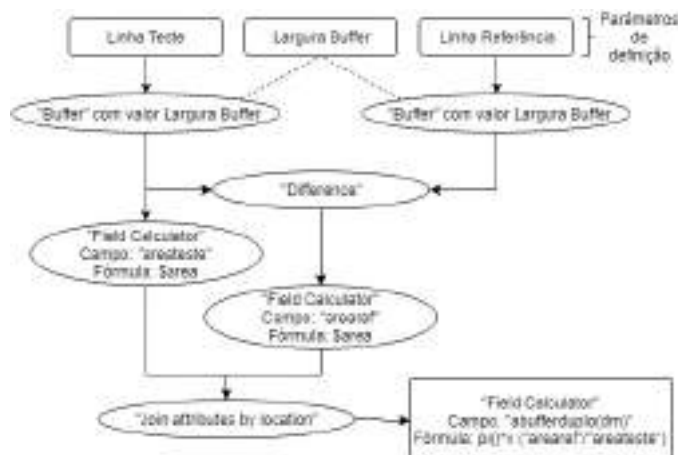 Linha Teste
Largura Buffer
Linha Referência
Parâmetros
de
definição
"Buffer" com valor Largura Buffer
"Buffer" com valor Largura Buffer
"Difference"
"Field Calculator"
Campo: "areateste"
Fórmula: $area
"Field Calculator"
Campo: "arearef"
Fórmula: $area
"Join attributes by location"
"Field Calculator"
Campo: "abufferduplo(dm)"
Fórmula: pi()*x ("arearef"/"areateste")